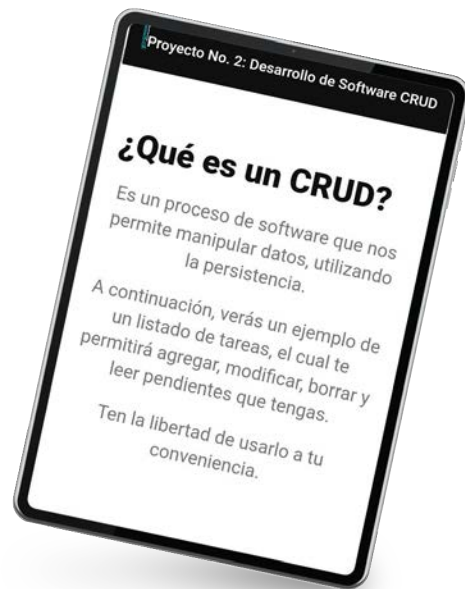 Proyecto No. 2: Desarrollo de Software CRUD
¿Qué es un CRUD?
Es un proceso de software que nos
permite manipular datos, utilizando
la persistencia.
A continuación, verás un ejemplo de
un listado de tareas, el cual te
permitirá agregar, modificar, borrar y
leer pendientes que tengas.
Ten la libertad de usarlo a tu
conveniencia.